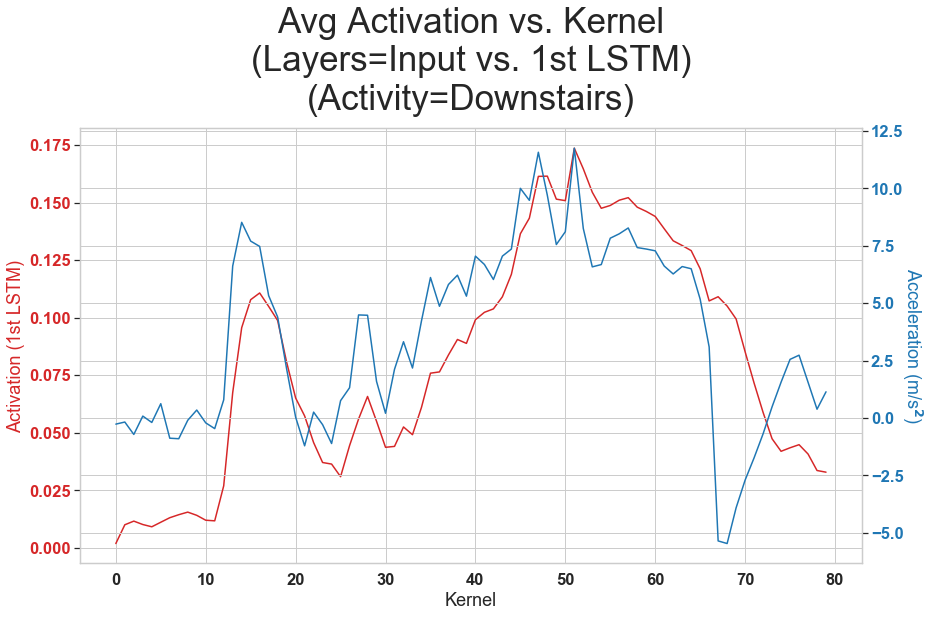 Avg Activation vs. Kernel
(Layers=Input vs. 1st LSTM)
(Activity=Downstairs)
Activation (1st LSTM)
0.175
0.150
0.125
0.100
0.075
0.050
0.025
0.000
12.5
10.0
7.5
5.0
2.5
0.0
−2.5
−5.0
Acceleration (m/s²)
0 10 20 30 40 50 60 70 80
Kernel